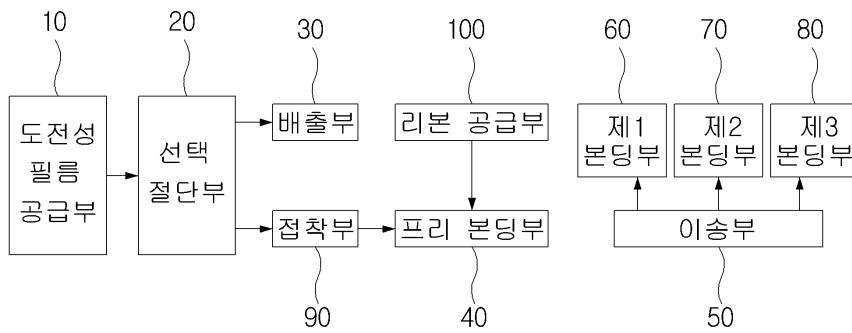 10
20
30
100
60
70
80
도전성
필름
공급부
선택
절단부
배출부
리본 공급부
제1
본딩부
제2
본딩부
제3
본딩부
접착부
프리 본딩부
이송부
90
40
50